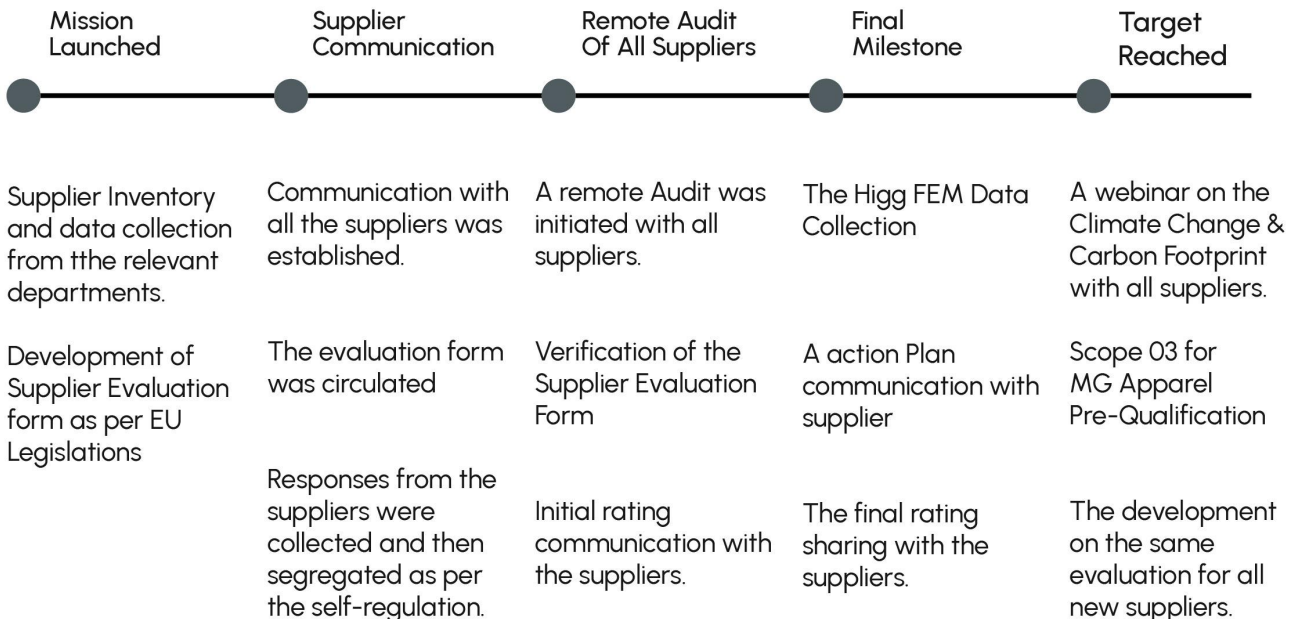 Mission
Launched
Supplier
Communication
Remote Audit
Of All Suppliers
Final
Milestone
Target
Reached
Supplier Inventory
and data collection
from tthe relevant
departments.
Development of
Supplier Evaluation
form as per EU
Legislations
Communication with
all the suppliers was
established.
The evaluation form
was circulated
Responses from the
suppliers were
collected and then
segregated as per
the self-regulation.
A remote Audit was
initiated with all
suppliers.
Verification of the
Supplier Evaluation
Form
Initial rating
communication with
the suppliers.
The Higg FEM Data
Collection
A action Plan
communication with
supplier
The final rating
sharing with the
suppliers.
A webinar on the
Climate Change &
Carbon Footprint
with all suppliers.
Scope 03 for
MG Apparel
Pre-Qualification
The development
on the same
evaluation for all
new suppliers.